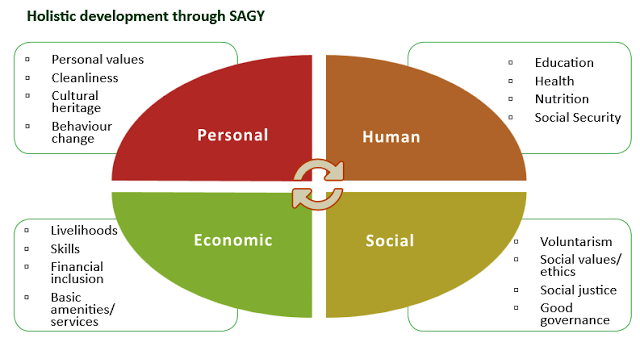 Holistic development through SAGY
Personal values
Cleanliness
Cultural
heritage
Behaviour
change
Personal
Human
Education
Health
Nutrition
Social Security
Livelihoods
Skills
Financial
inclusion
Basic
amenities/
services
Economic
Social
Voluntarism
Social values/
ethics
Social justice
Good
governance